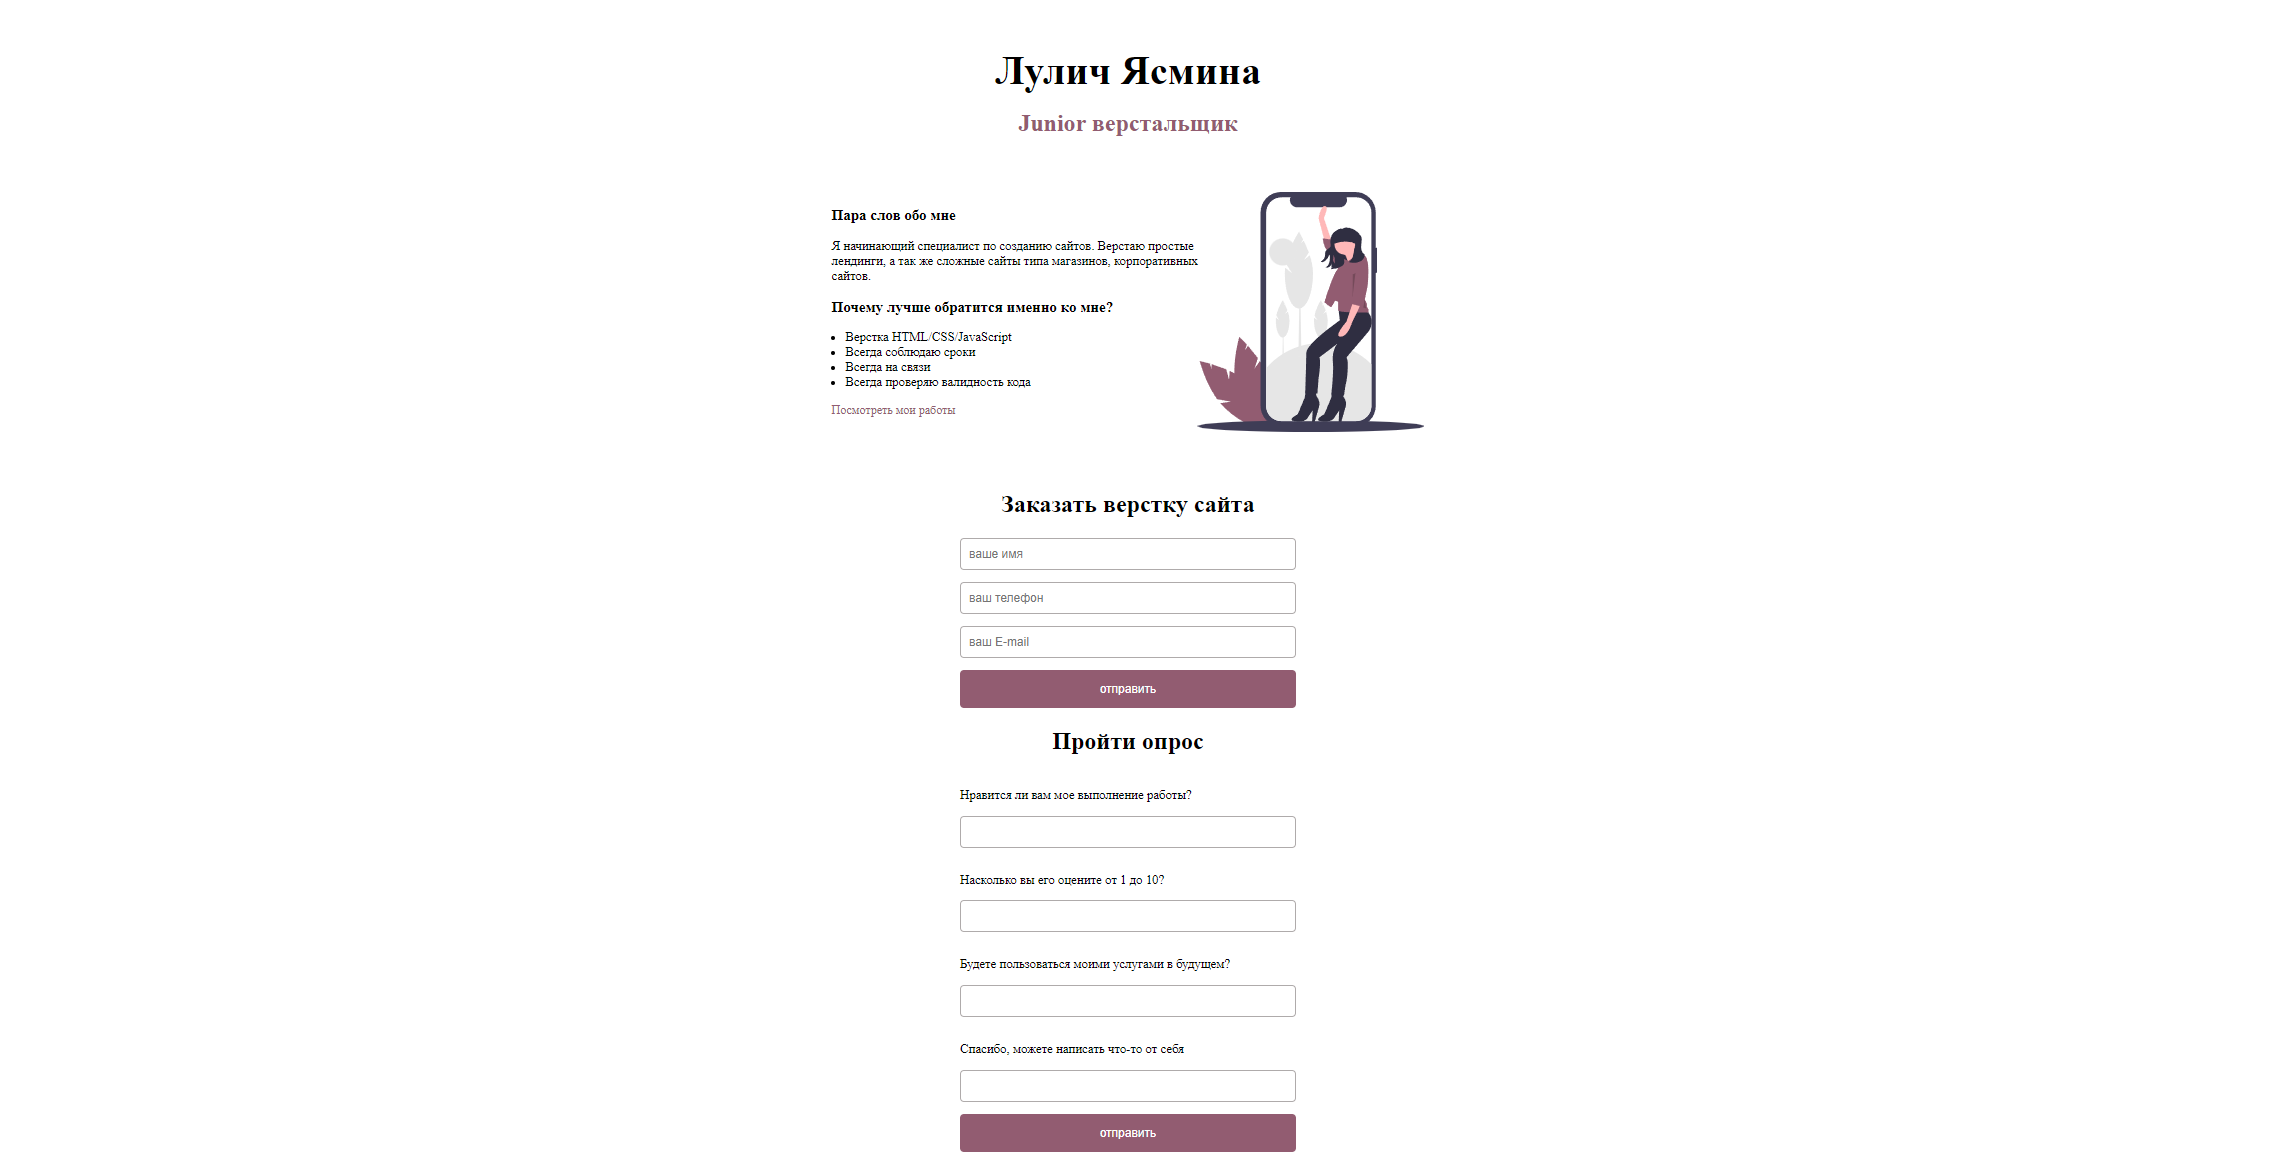 Лулич Ясмина
Junior верстальщик
Пара слов обо мне
Я начинающий специалист по созданию сайтов. Верстаю простые
лендинги, а так же сложные сайты типа магазинов, корпоративных
сайтов.
Почему лучше обратится именно ко мне?
Верстка HTML/CSS/JavaScript
Всегда соблюдаю сроки
Всегда на связи
Всегда проверяю валидность кода
Посмотреть мои работы
Заказать верстку сайта
ваше имя
ваш телефон
ваш E-mail
отправить
Пройти опрос
Нравится ли вам мое выполнение работы?
Насколько вы его оцените от 1 до 10?
Будете пользоваться моими услугами в будущем?
Спасибо, можете написать что-то от себя
отправить